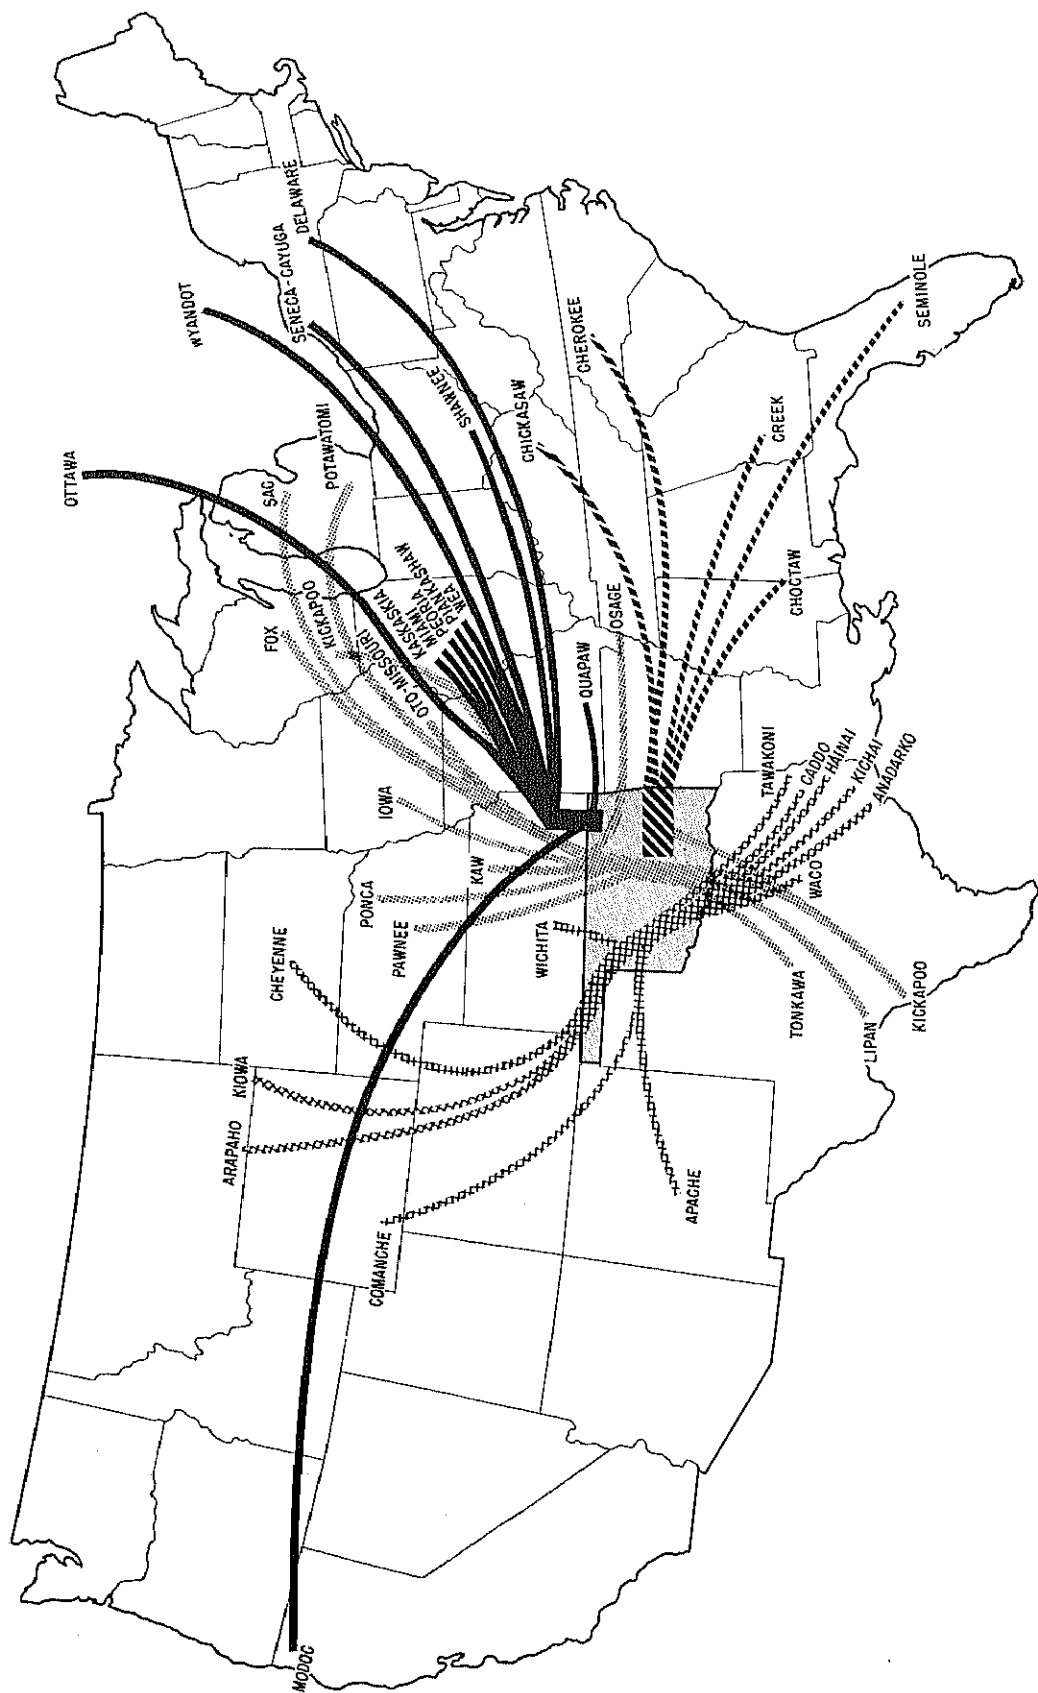 OTTAWA
WYANDOT
SENECA-CAYUGA
DELAWARE
SAC
POTAWATOMI
FOX
KICKAPOO
OTO-MISSOURI
KASKASKIA
MIAMI
PEORIA
PIANKASHAW
WEA
SHAWNEE
CHICKASAW
CHEROKEE
IOWA
KAW
PONCA
PAWNEE
WICHITA
QUAPAW
OSAGE
CREEK
SEMINOLE
CHOCTAW
CHEYENNE
KIOWA
ARAPAHO
COMANCHE
APACHE
MODOC
TAWAKONI
CADDO
HAINAI
KICHAI
ANADARKO
WACO
TONKAWA
LIPAN
KICKAPOO